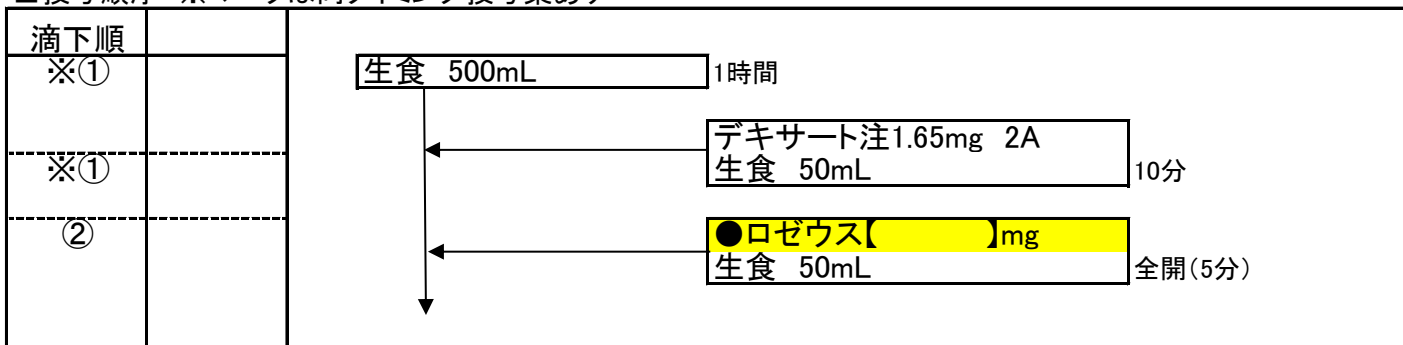 滴下順
※① 生食 500mL 1時間
デキサート注1.65mg 2A
※① 生食 50mL 10分
② ●ロゼウス【 】mg
生食 50mL 全開(5分)